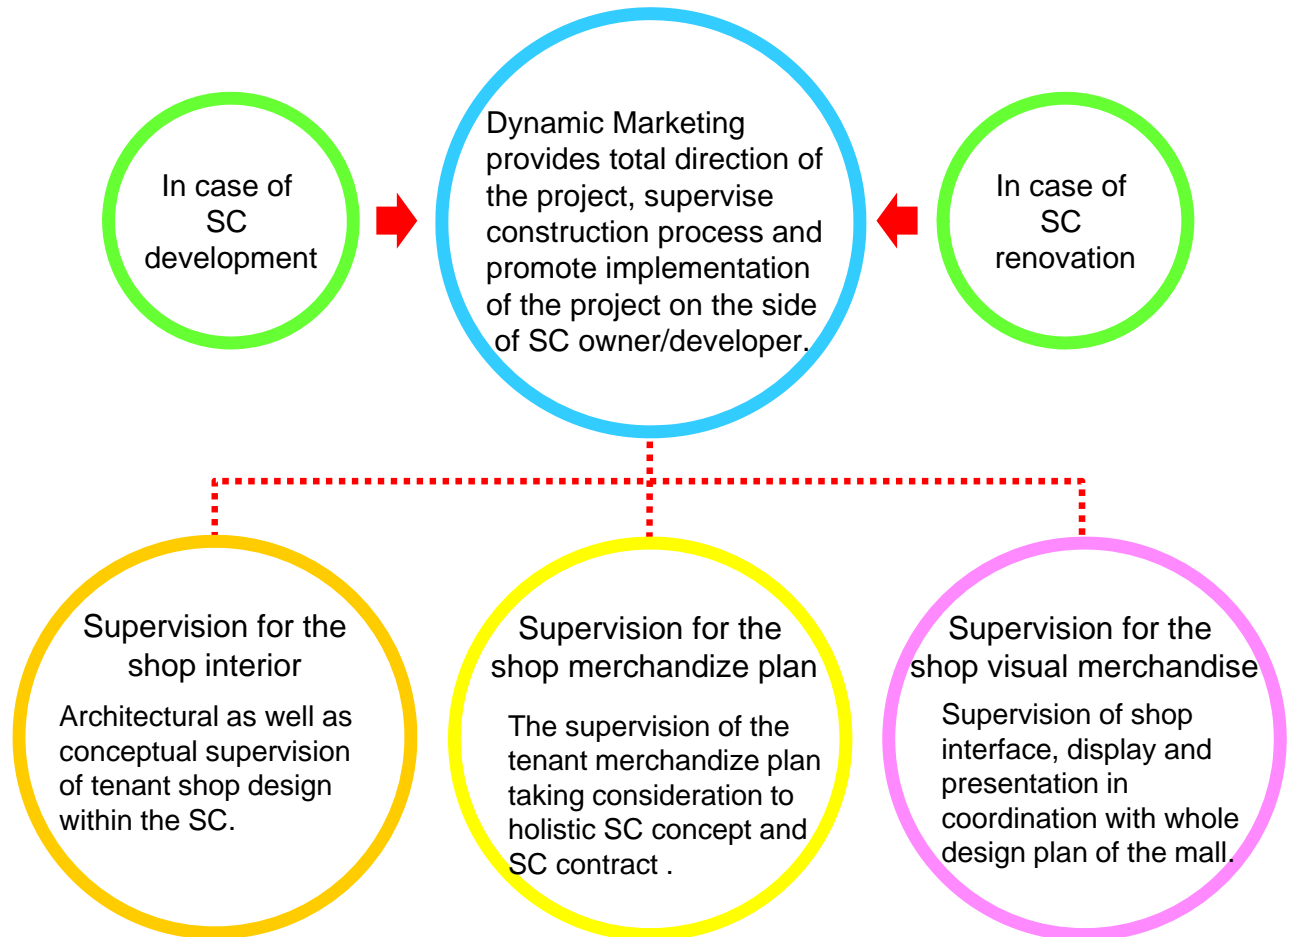 In case of
SC
development
Dynamic Marketing
provides total direction of
the project, supervise
construction process and
promote implementation
of the project on the side
of SC owner/developer.
In case of
SC
renovation
Supervision for the
shop interior
Architectural as well as
conceptual supervision
of tenant shop design
within the SC.
Supervision for the
shop merchandize plan
The supervision of the
tenant merchandize plan
taking consideration to
holistic SC concept and
SC contract .
Supervision for the
shop visual merchandise
Supervision of shop
interface, display and
presentation in
coordination with whole
design plan of the mall.